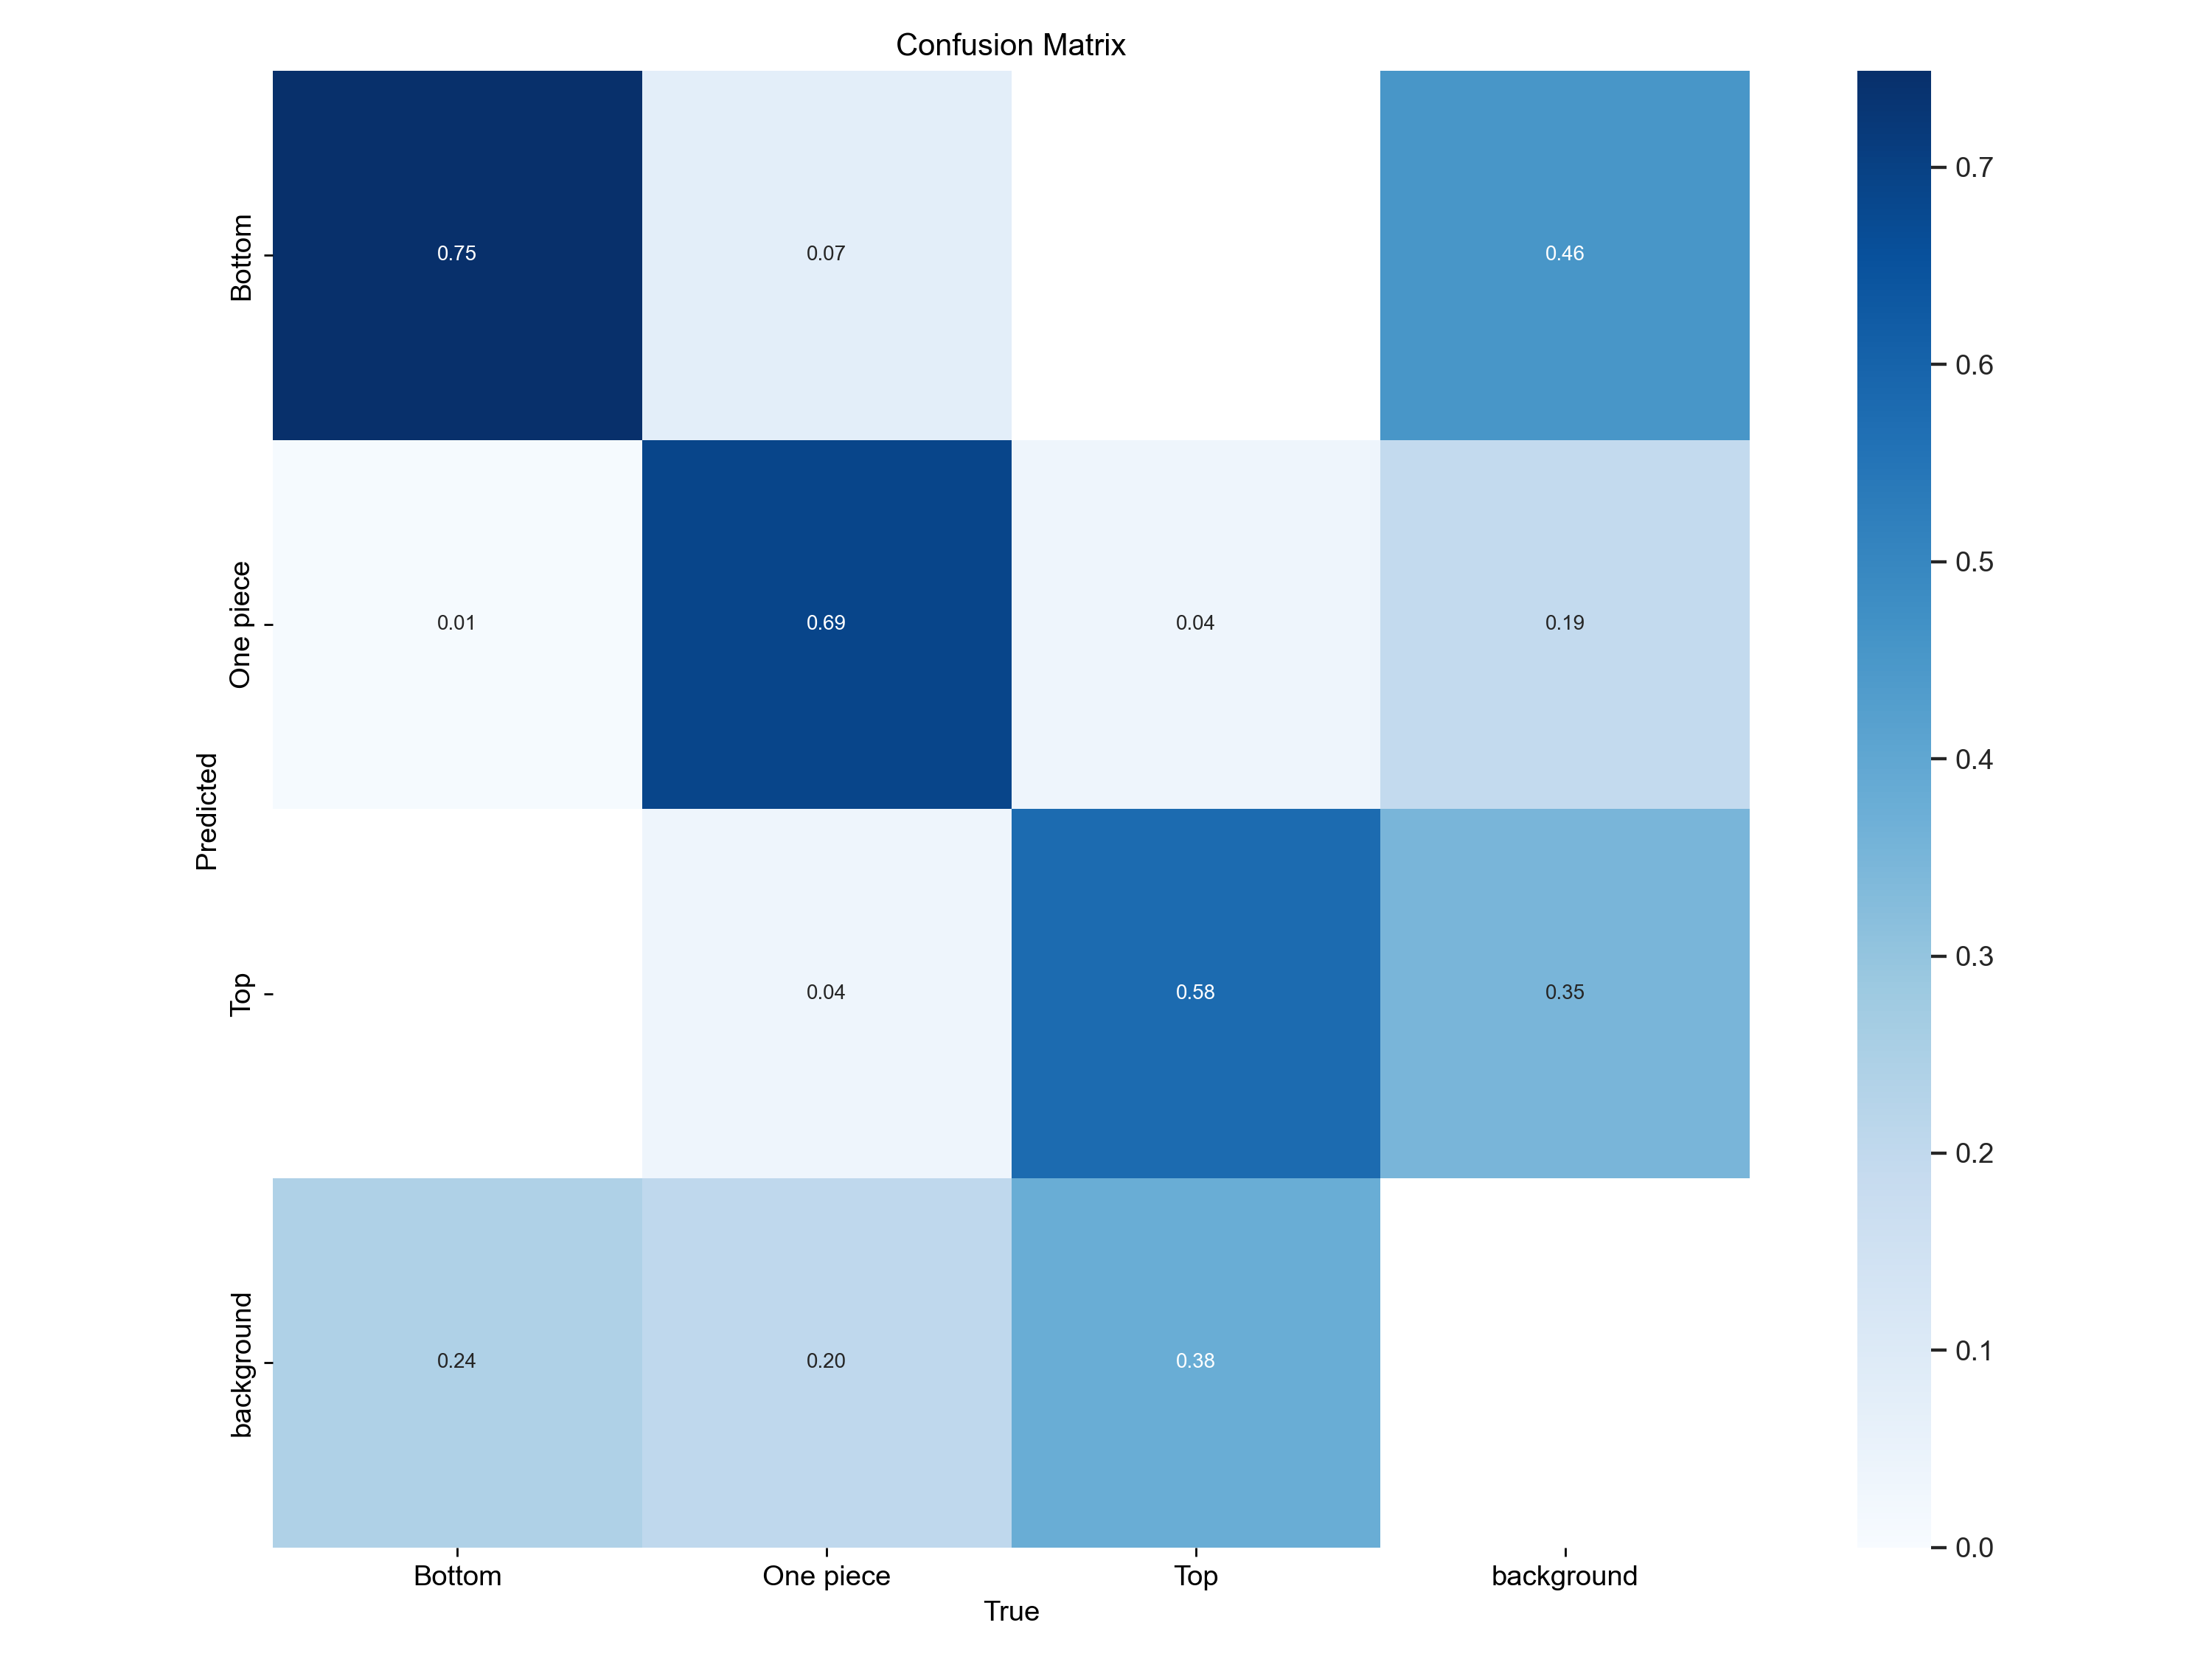 Confusion Matrix
Predicted
Bottom
0.75
0.07
0.46
One piece
0.01
0.69
0.04
0.19
Top
0.04
0.58
0.35
background
0.24
0.20
0.38
Bottom
One piece
Top
background
True
0.7
0.6
0.5
0.4
0.3
0.2
0.1
0.0